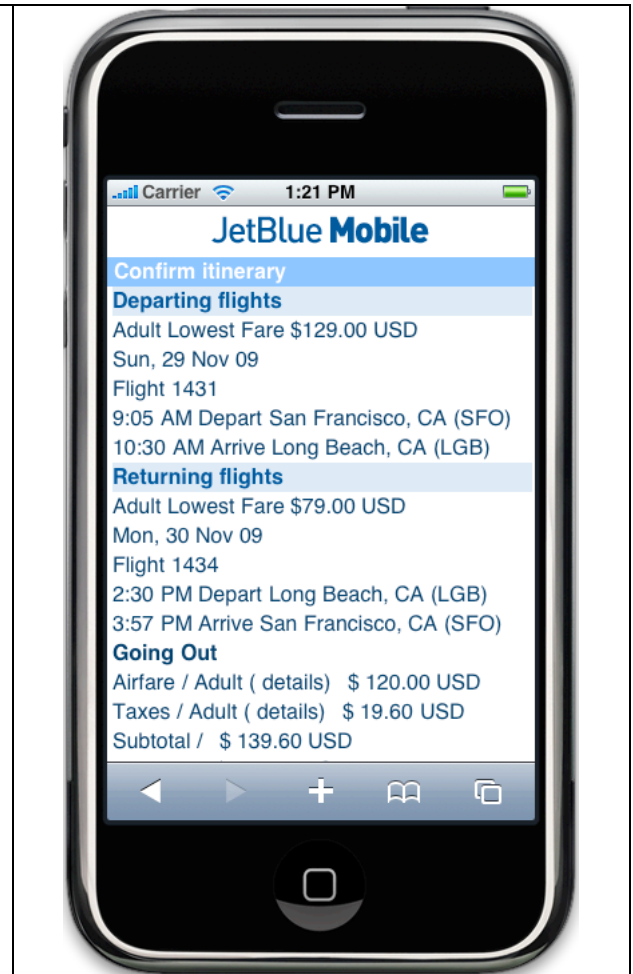 Carrier 1:21 PM
JetBlue Mobile
Confirm itinerary
Departing flights
Adult Lowest Fare $129.00 USD
Sun, 29 Nov 09
Flight 1431
9:05 AM Depart San Francisco, CA (SFO)
10:30 AM Arrive Long Beach, CA (LGB)
Returning flights
Adult Lowest Fare $79.00 USD
Mon, 30 Nov 09
Flight 1434
2:30 PM Depart Long Beach, CA (LGB)
3:57 PM Arrive San Francisco, CA (SFO)
Going Out
Airfare / Adult ( details)   $ 120.00 USD
Taxes / Adult ( details)   $ 19.60 USD
Subtotal /   $ 139.60 USD